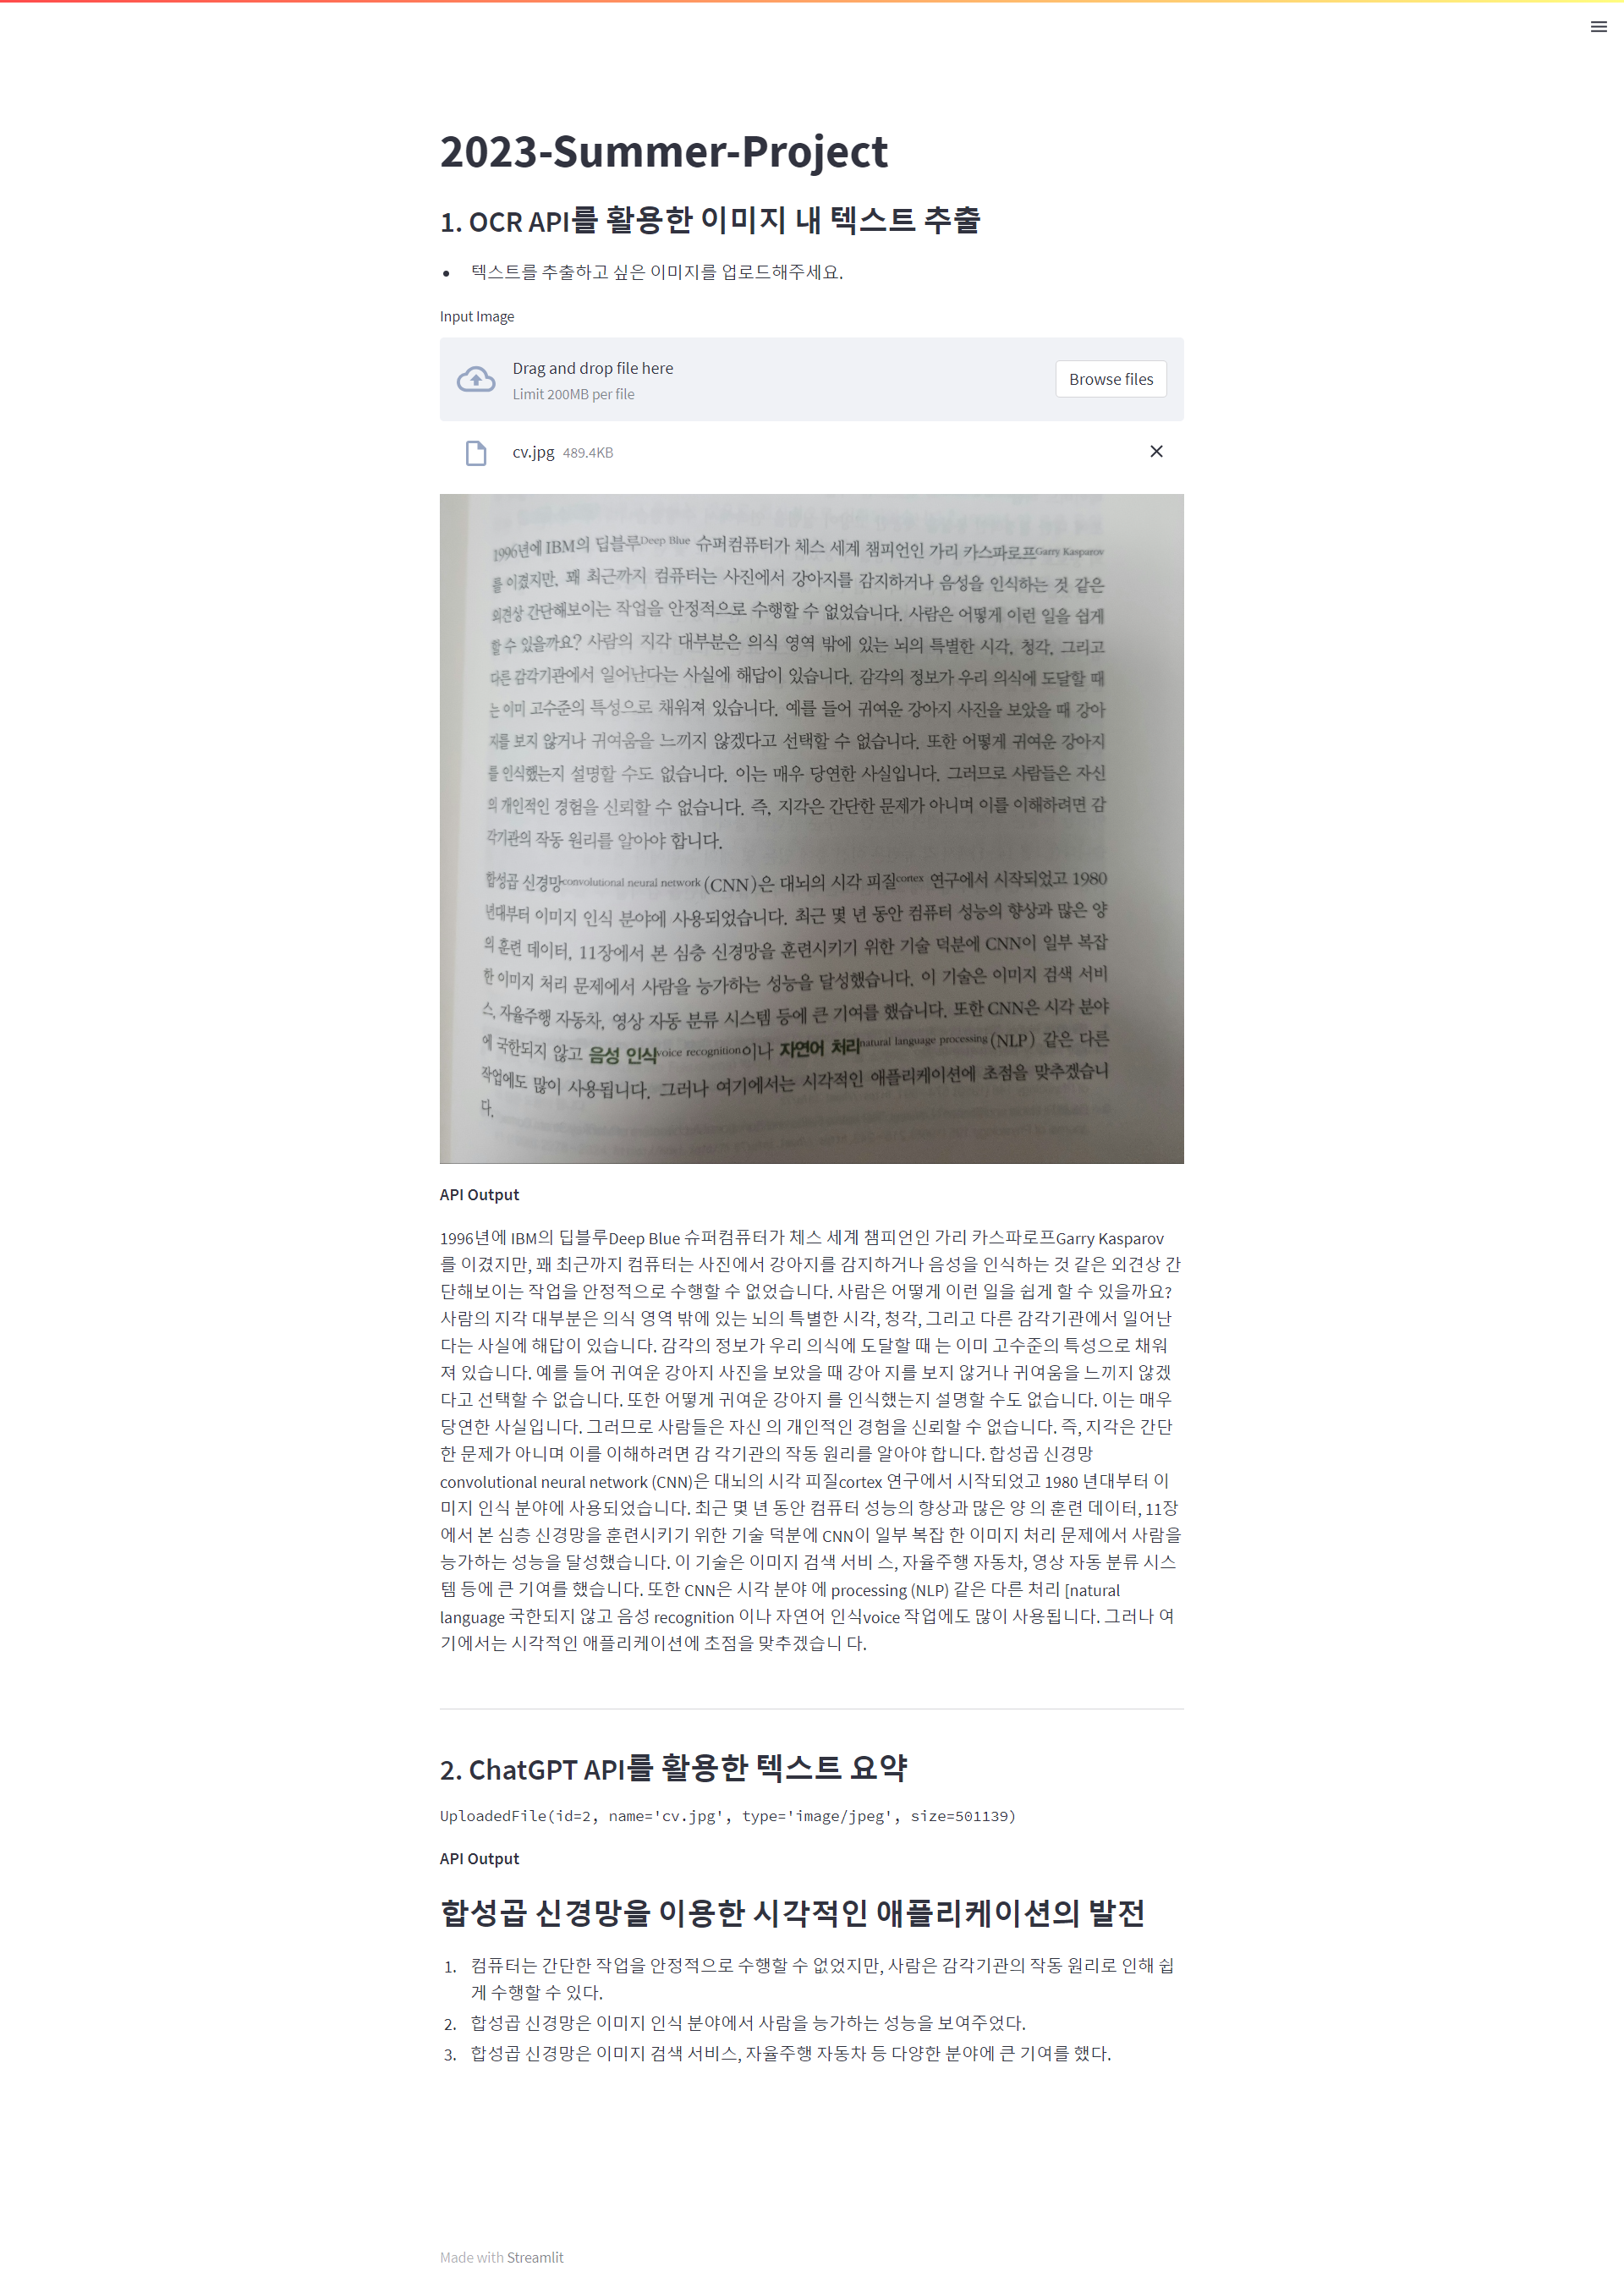 2023-Summer-Project
1. OCR API를 활용한 이미지 내 텍스트 추출
• 텍스트를 추출하고 싶은 이미지를 업로드해주세요.
Input Image
Drag and drop file here
Limit 200MB per file
Browse files
cv.jpg 489.4KB
1996년에 IBM의 딥블루Deep Blue 슈퍼컴퓨터가 체스 세계 챔피언인 가리 카스파로프Garry Kasparov
를 이겼지만, 꽤 최근까지 컴퓨터는 사진에서 강아지를 감지하거나 음성을 인식하는 것 같은
외견상 간단해보이는 작업을 안정적으로 수행할 수 없었습니다. 사람은 어떻게 이런 일을 쉽게
할 수 있을까요? 사람의 지각 대부분은 의식 영역 밖에 있는 뇌의 특별한 시각, 청각, 그리고
다른 감각기관에서 일어난다는 사실에 해답이 있습니다. 감각의 정보가 우리 의식에 도달할 때
는 이미 고수준의 특성으로 채워져 있습니다. 예를 들어 귀여운 강아지 사진을 보았을 때 강아
지를 보지 않거나 귀여움을 느끼지 않겠다고 선택할 수 없습니다. 또한 어떻게 귀여운 강아지
를 인식했는지 설명할 수도 없습니다. 이는 매우 당연한 사실입니다. 그러므로 사람들은 자신
의 개인적인 경험을 신뢰할 수 없습니다. 즉, 지각은 간단한 문제가 아니며 이를 이해하려면 감
각기관의 작동 원리를 알아야 합니다.
합성곱 신경망convolutional neural network(CNN)은 대뇌의 시각 피질cortex 연구에서 시작되었고 1980
년대부터 이미지 인식 분야에 사용되었습니다. 최근 몇 년 동안 컴퓨터 성능의 향상과 많은 양
의 훈련 데이터, 11장에서 본 심층 신경망을 훈련시키기 위한 기술 덕분에 CNN이 일부 복잡
한 이미지 처리 문제에서 사람을 능가하는 성능을 달성했습니다. 이 기술은 이미지 검색 서비
스, 자율주행 자동차, 영상 자동 분류 시스템 등에 큰 기여를 했습니다. 또한 CNN은 시각 분야
에 국한되지 않고 음성 인식voice recognition이나 자연어 처리natural language processing(NLP) 같은 다른
작업에도 많이 사용됩니다. 그러나 여기에서는 시각적인 애플리케이션에 초점을 맞추겠습니
다.
API Output
1996년에 IBM의 딥블루Deep Blue 슈퍼컴퓨터가 체스 세계 챔피언인 가리 카스파로프Garry Kasparov
를 이겼지만, 꽤 최근까지 컴퓨터는 사진에서 강아지를 감지하거나 음성을 인식하는 것 같은 외견상 간
단해보이는 작업을 안정적으로 수행할 수 없었습니다. 사람은 어떻게 이런 일을 쉽게 할 수 있을까요?
사람의 지각 대부분은 의식 영역 밖에 있는 뇌의 특별한 시각, 청각, 그리고 다른 감각기관에서 일어난
다는 사실에 해답이 있습니다. 감각의 정보가 우리 의식에 도달할 때 는 이미 고수준의 특성으로 채워
져 있습니다. 예를 들어 귀여운 강아지 사진을 보았을 때 강아 지를 보지 않거나 귀여움을 느끼지 않겠
다고 선택할 수 없습니다. 또한 어떻게 귀여운 강아지 를 인식했는지 설명할 수도 없습니다. 이는 매우
당연한 사실입니다. 그러므로 사람들은 자신 의 개인적인 경험을 신뢰할 수 없습니다. 즉, 지각은 간단
한 문제가 아니며 이를 이해하려면 감 각기관의 작동 원리를 알아야 합니다. 합성곱 신경망
convolutional neural network (CNN)은 대뇌의 시각 피질cortex 연구에서 시작되었고 1980 년대부터 이
미지 인식 분야에 사용되었습니다. 최근 몇 년 동안 컴퓨터 성능의 향상과 많은 양 의 훈련 데이터, 11장
에서 본 심층 신경망을 훈련시키기 위한 기술 덕분에 CNN이 일부 복잡 한 이미지 처리 문제에서 사람을
능가하는 성능을 달성했습니다. 이 기술은 이미지 검색 서비 스, 자율주행 자동차, 영상 자동 분류 시스
템 등에 큰 기여를 했습니다. 또한 CNN은 시각 분야 에 processing (NLP) 같은 다른 처리 [natural
language 국한되지 않고 음성 recognition 이나 자연어 인식voice 작업에도 많이 사용됩니다. 그러나 여
기에서는 시각적인 애플리케이션에 초점을 맞추겠습니 다.
2. ChatGPT API를 활용한 텍스트 요약
UploadedFile(id=2, name='cv.jpg', type='image/jpeg', size=501139)
API Output
합성곱 신경망을 이용한 시각적인 애플리케이션의 발전
1. 컴퓨터는 간단한 작업을 안정적으로 수행할 수 없었지만, 사람은 감각기관의 작동 원리로 인해 쉽
게 수행할 수 있다.
2. 합성곱 신경망은 이미지 인식 분야에서 사람을 능가하는 성능을 보여주었다.
3. 합성곱 신경망은 이미지 검색 서비스, 자율주행 자동차 등 다양한 분야에 큰 기여를 했다.
Made with Streamlit